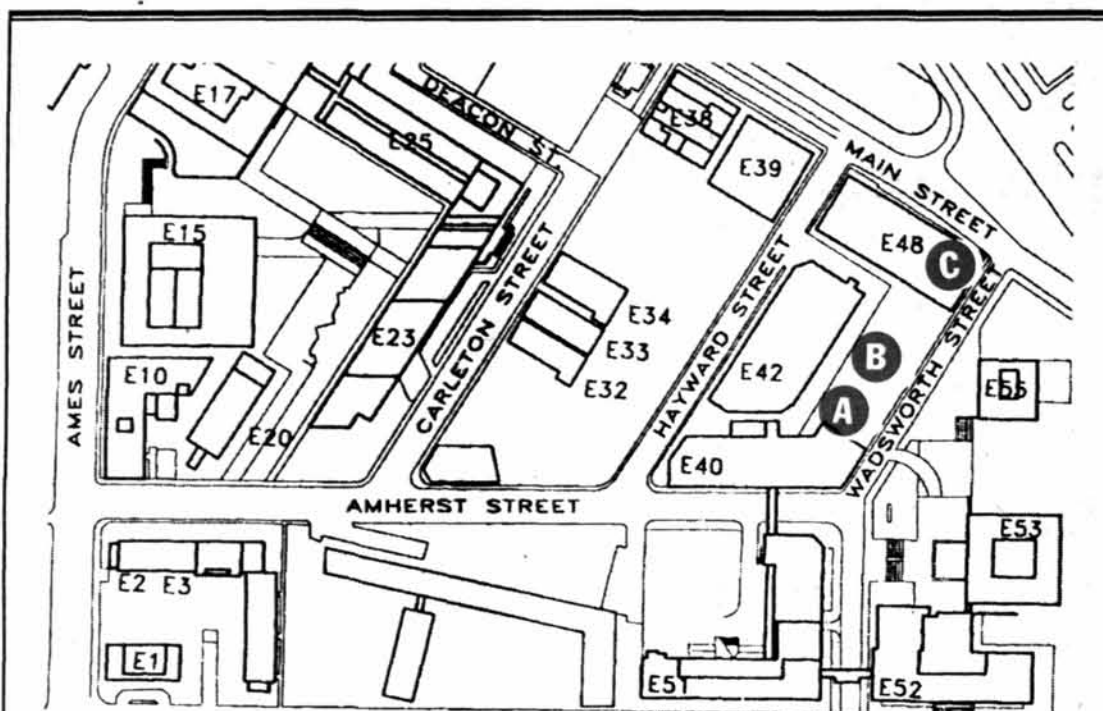 E17
DEACON ST.
E25
E38
E39
MAIN STREET
E48
C
E15
CARLETON STREET
HAYWARD STREET
WADSWORTH STREET
E34
E33
E32
E23
E42
B
A
AMES STREET
E10
E20
E40
E55
AMHERST STREET
E2 E3
E53
E1
E51
E52